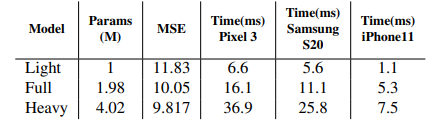 Model Params (M) MSE Time(ms) Pixel 3 Time(ms) Samsung S20 Time(ms) iPhone11
Light 1 11.83 6.6 5.6 1.1
Full 1.98 10.05 16.1 11.1 5.3
Heavy 4.02 9.817 36.9 25.8 7.5